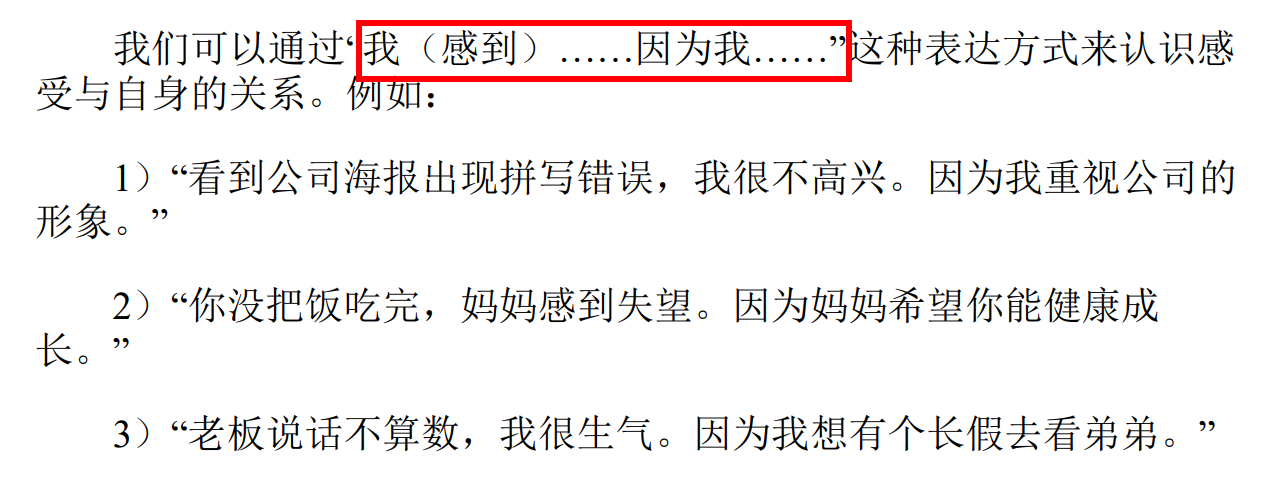 我们可以通过“我（感到）……因为我……”这种表达方式来认识感
受与自身的关系。例如：
1）“看到公司海报出现拼写错误，我很不高兴。因为我重视公司的
形象。”
2）“你没把饭吃完，妈妈感到失望。因为妈妈希望你能健康成
长。”
3）“老板说话不算数，我很生气。因为我想有个长假去看弟弟。”